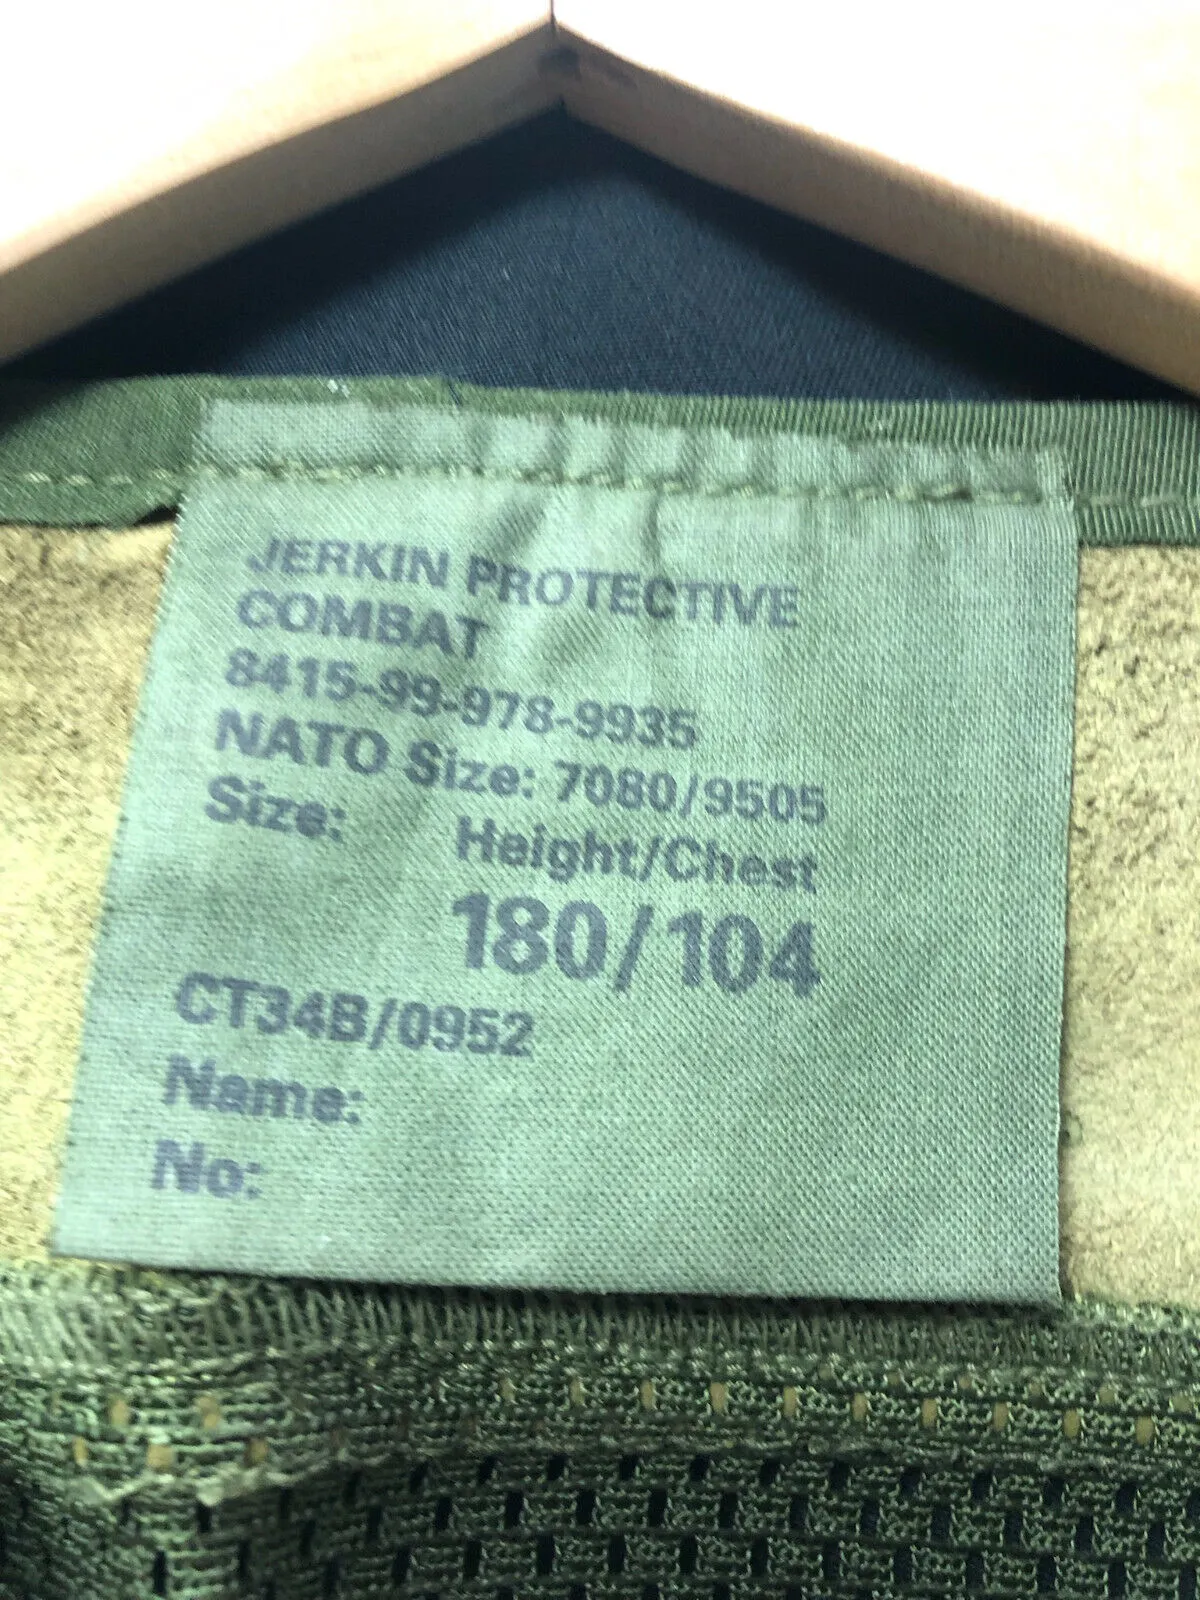 JERKIN PROTECTIVE
COMBAT
8415-99-978-9935
NATO Size: 7080/9505
Size: Height/Chest
180/104
CT34B/0952
Name:
No: